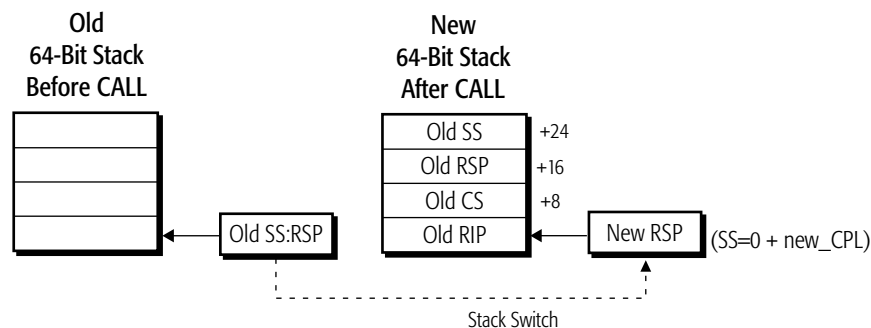 Old
64-Bit Stack
Before CALL
New
64-Bit Stack
After CALL
Old SS +24
Old RSP +16
Old CS +8
Old SS:RSP
Old RIP
New RSP (SS=0 + new_CPL)
Stack Switch